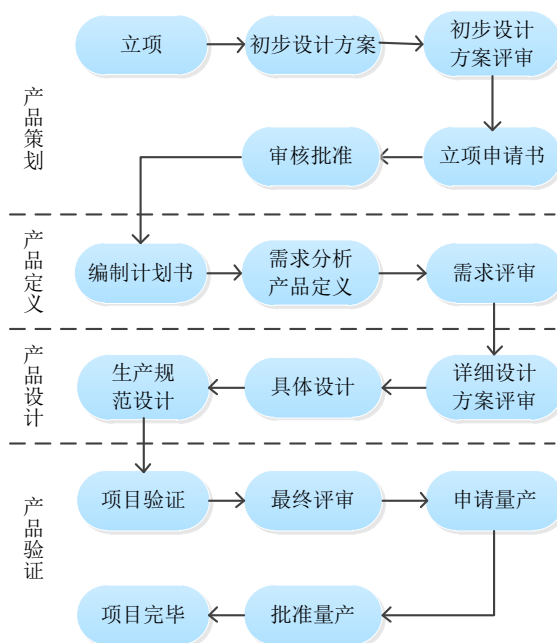 产品策划
立项
初步设计方案
初步设计
方案评审
审核批准
立项申请书
产品定义
编制计划书
需求分析
产品定义
需求评审
产品设计
生产规
范设计
具体设计
详细设计
方案评审
产品验证
项目验证
最终评审
申请量产
项目完毕
批准量产